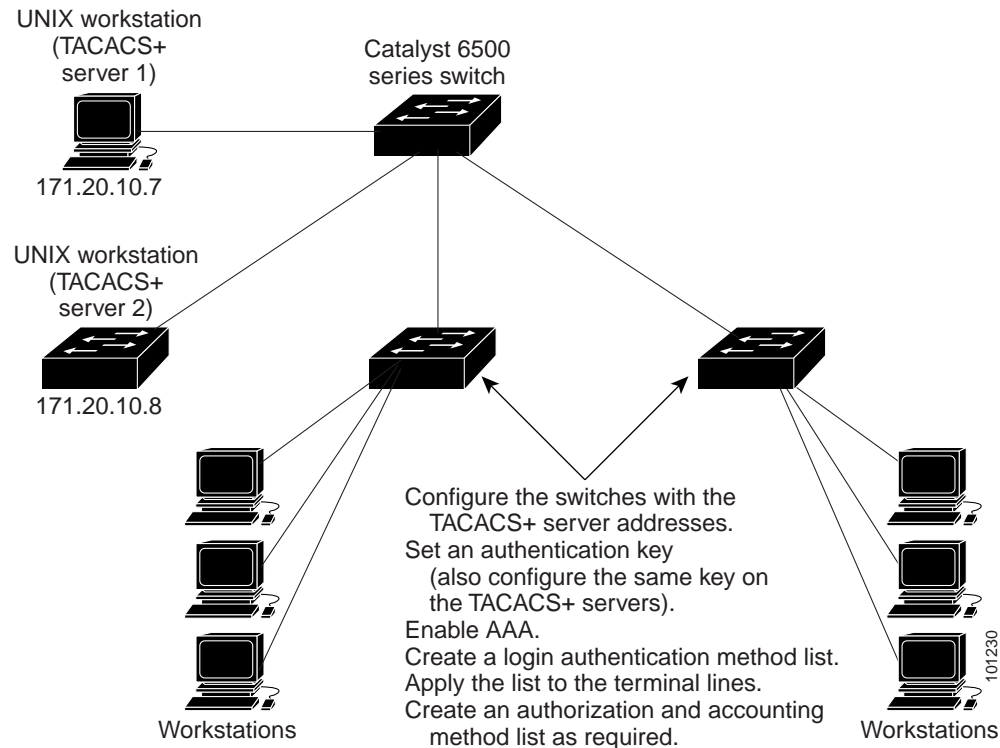 UNIX workstation
(TACACS+
server 1)
Catalyst 6500
series switch
171.20.10.7
UNIX workstation
(TACACS+
server 2)
171.20.10.8
Configure the switches with the
TACACS+ server addresses.
Set an authentication key
(also configure the same key on
the TACACS+ servers).
Enable AAA.
Create a login authentication method list.
Apply the list to the terminal lines.
Create an authorization and accounting
method list as required.
Workstations
Workstations
101230